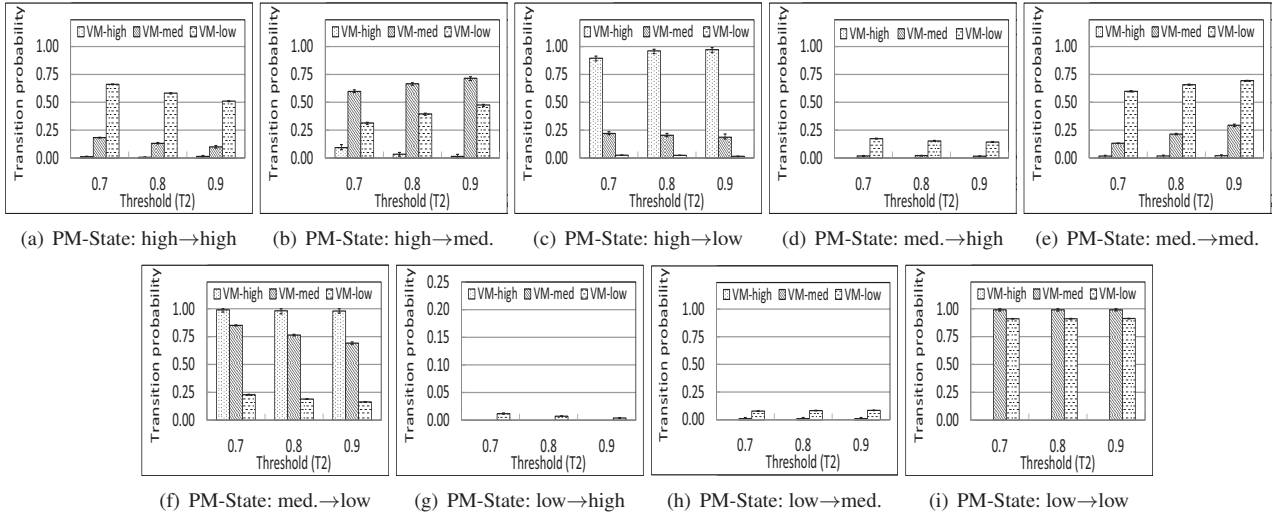 Transition probability
VM-high VM-med VM-low
1.00
0.75
0.50
0.25
0.00
0.7 0.8 0.9
Threshold (T2)
(a) PM-State: high→high
Transition probability
VM-high VM-med VM-low
1.00
0.75
0.50
0.25
0.00
0.7 0.8 0.9
Threshold (T2)
(b) PM-State: high→med.
Transition probability
VM-high VM-med VM-low
1.00
0.75
0.50
0.25
0.00
0.7 0.8 0.9
Threshold (T2)
(c) PM-State: high→low
Transition probability
VM-high VM-med VM-low
1.00
0.75
0.50
0.25
0.00
0.7 0.8 0.9
Threshold (T2)
(d) PM-State: med.→high
Transition probability
VM-high VM-med VM-low
1.00
0.75
0.50
0.25
0.00
0.7 0.8 0.9
Threshold (T2)
(e) PM-State: med.→med.
Transition probability
VM-high VM-med VM-low
1.00
0.75
0.50
0.25
0.00
0.7 0.8 0.9
Threshold (T2)
(f) PM-State: med.→low
Transition probability
0.25
VM-high VM-med VM-low
0.20
0.15
0.10
0.05
0.00
0.7 0.8 0.9
Threshold (T2)
(g) PM-State: low→high
Transition probability
VM-high VM-med VM-low
1.00
0.75
0.50
0.25
0.00
0.7 0.8 0.9
Threshold (T2)
(h) PM-State: low→med.
Transition probability
VM-high VM-med VM-low
1.00
0.75
0.50
0.25
0.00
0.7 0.8 0.9
Threshold (T2)
(i) PM-State: low→low